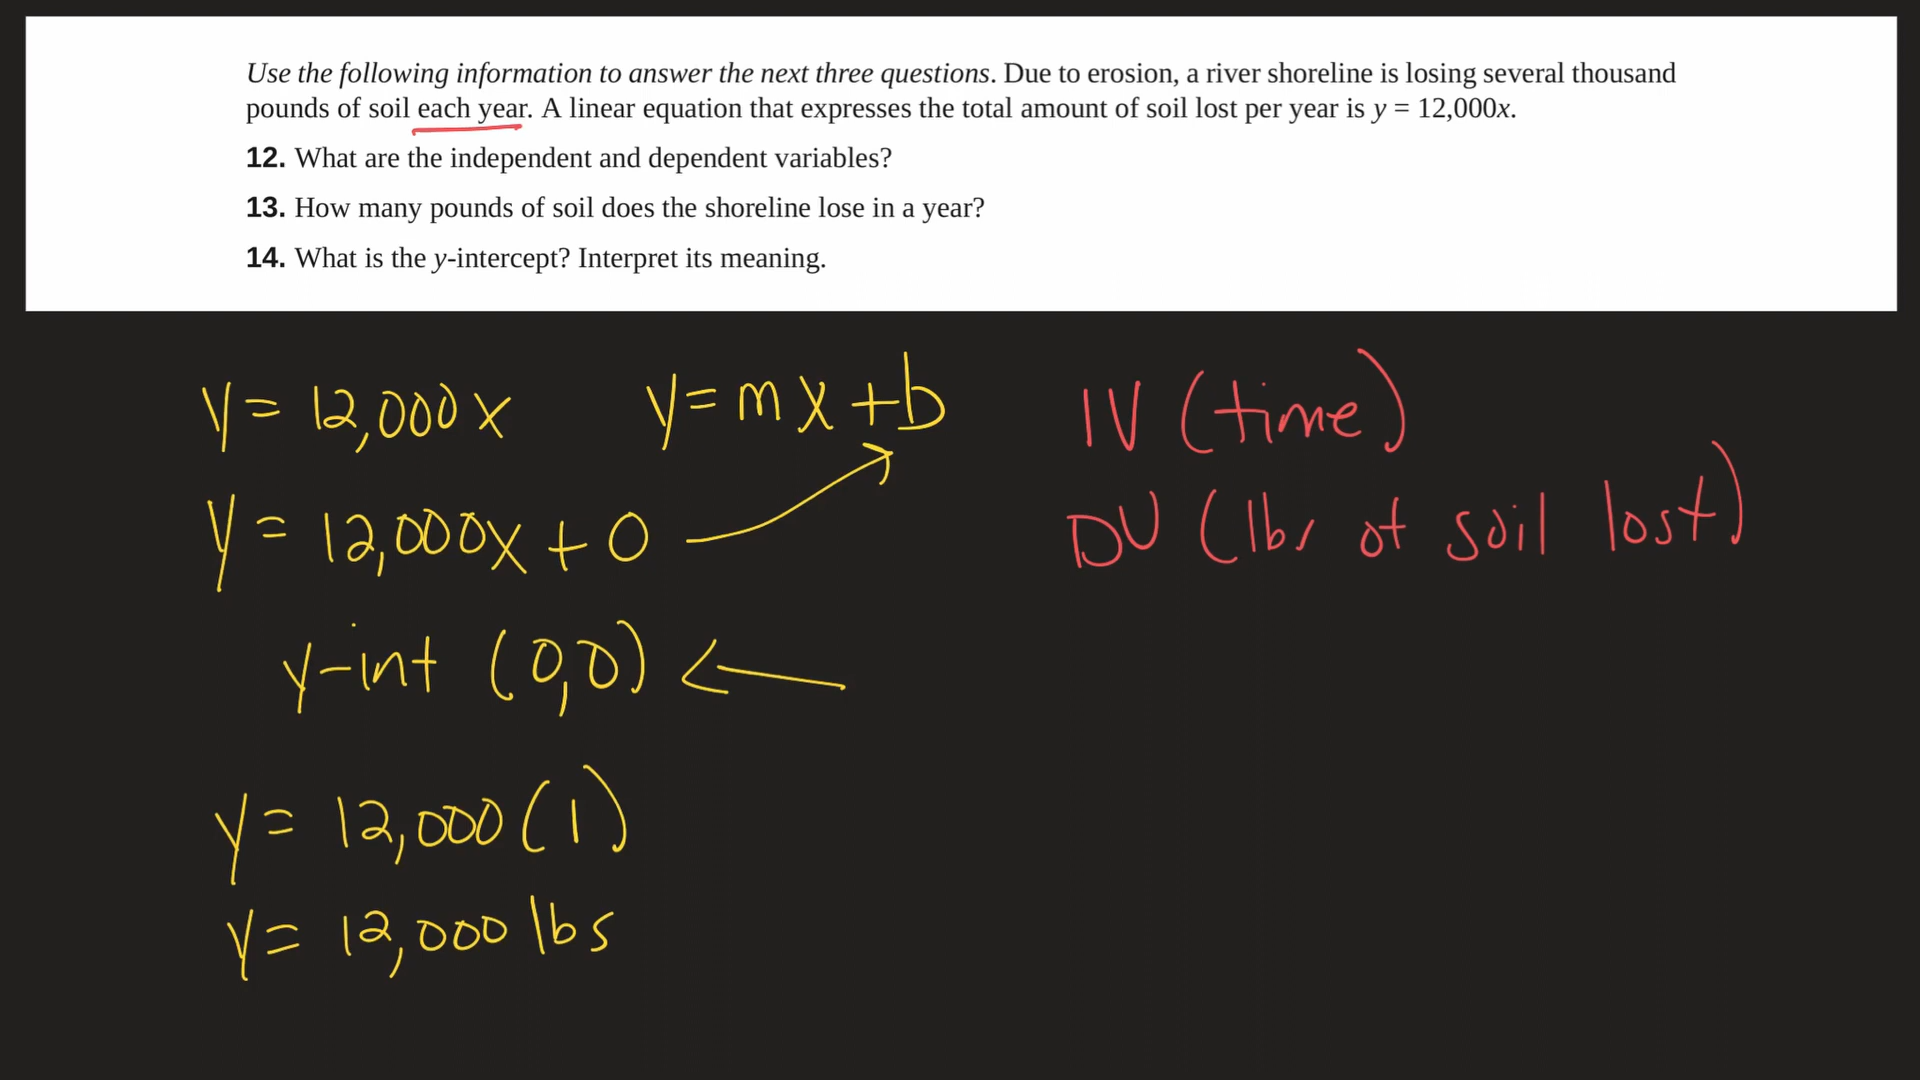 Use the following information to answer the next three questions. Due to erosion, a river shoreline is losing several thousand
pounds of soil each year. A linear equation that expresses the total amount of soil lost per year is y = 12,000x.
12. What are the independent and dependent variables?
13. How many pounds of soil does the shoreline lose in a year?
14. What is the y-intercept? Interpret its meaning.
y = 12,000x   y = mx + b   IV (time)
y = 12,000x + 0   DV (lbs of soil lost)
y-int (0,0)
y = 12,000(1)
y = 12,000 lbs